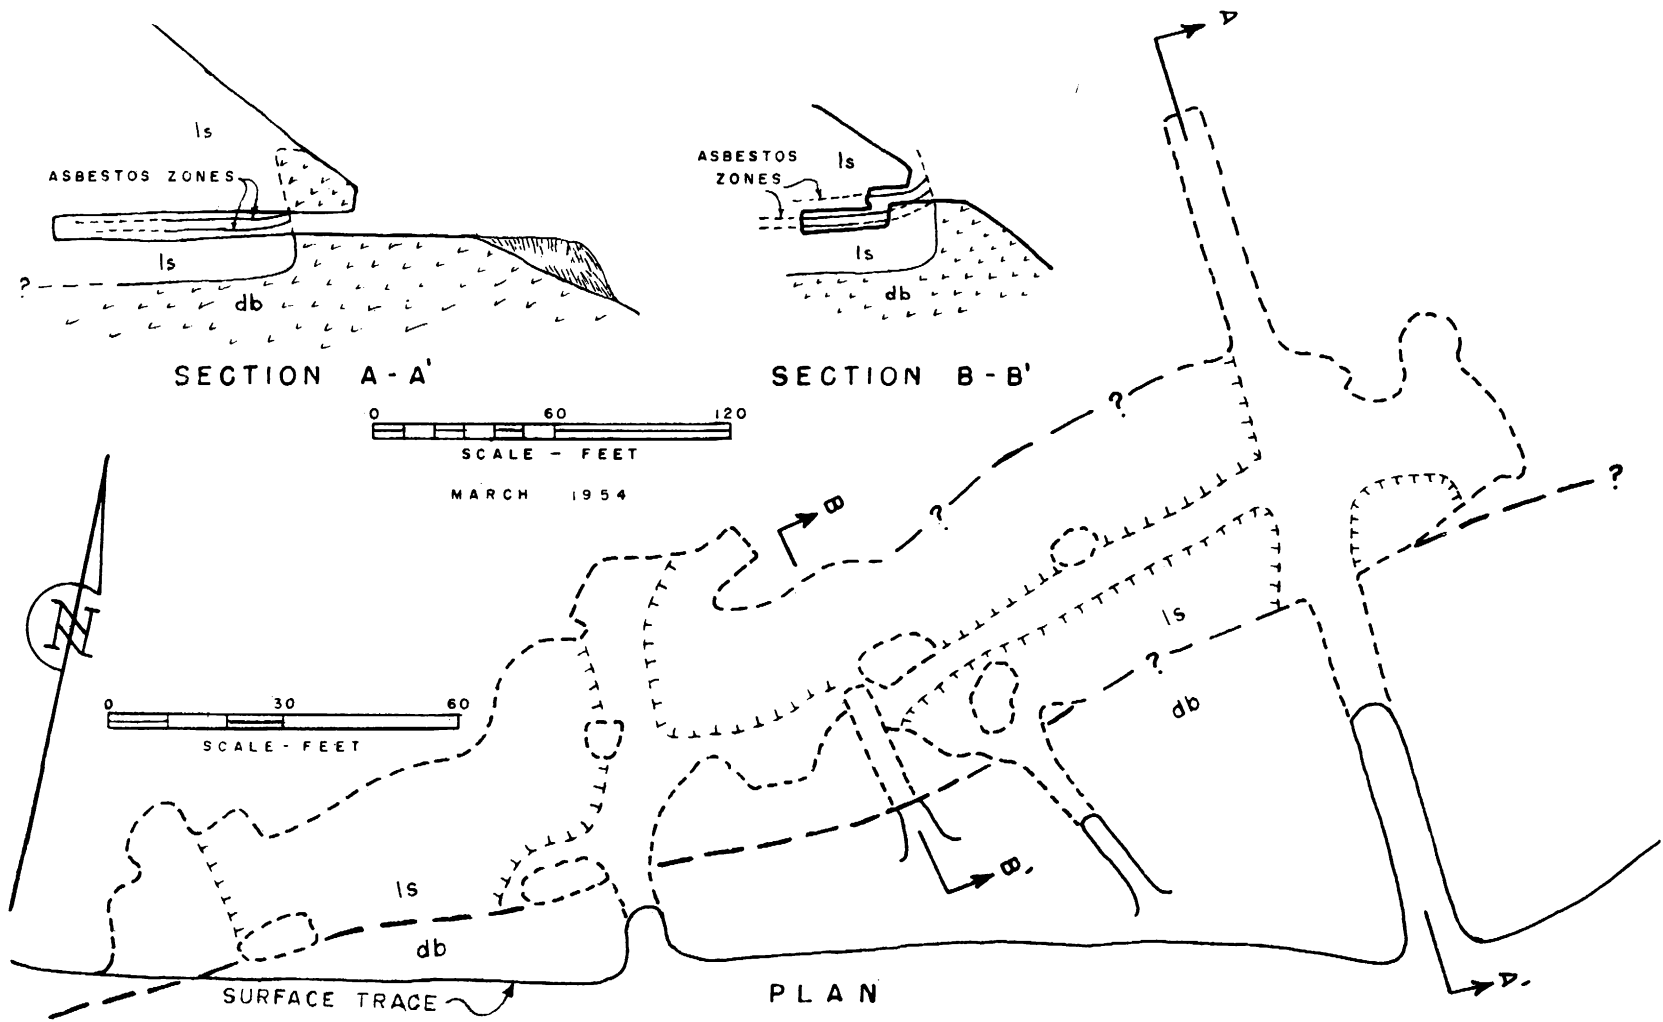 A
ls
ASBESTOS ZONES
ls
? db
SECTION A-A'
ASBESTOS
ZONES
ls
ls
db
SECTION B-B'
0 60 120
SCALE - FEET
MARCH 1954
?
?
?
B
N
ls
?
db
0 30 60
SCALE - FEET
B'
ls
db
A'
SURFACE TRACE
PLAN